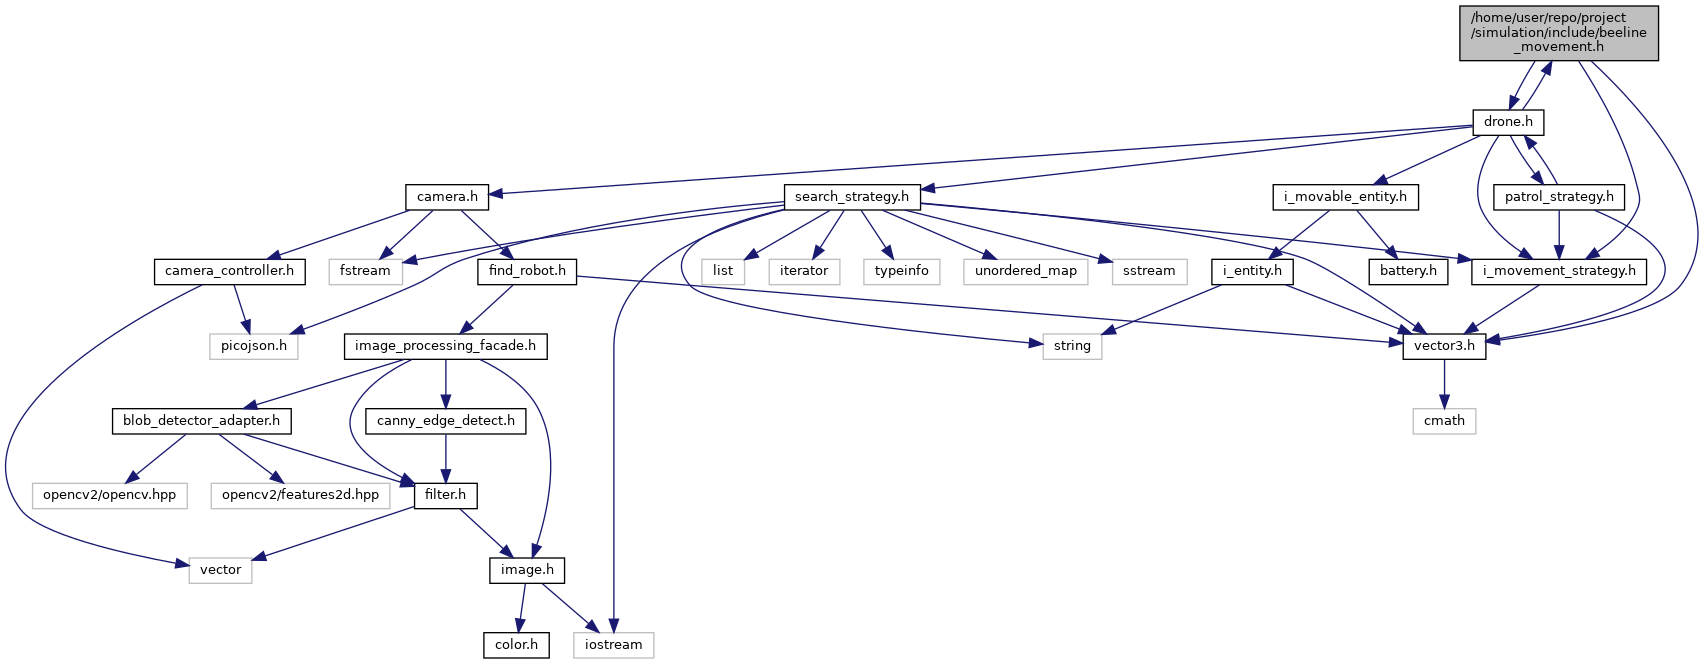 /home/user/repo/project
/simulation/include/beeline
_movement.h
drone.h
camera.h
search_strategy.h
i_movable_entity.h
patrol_strategy.h
camera_controller.h
fstream
find_robot.h
list
iterator
typeinfo
unordered_map
sstream
i_entity.h
battery.h
i_movement_strategy.h
picojson.h
image_processing_facade.h
string
vector3.h
blob_detector_adapter.h
canny_edge_detect.h
cmath
opencv2/opencv.hpp
opencv2/features2d.hpp
filter.h
vector
image.h
color.h
iostream